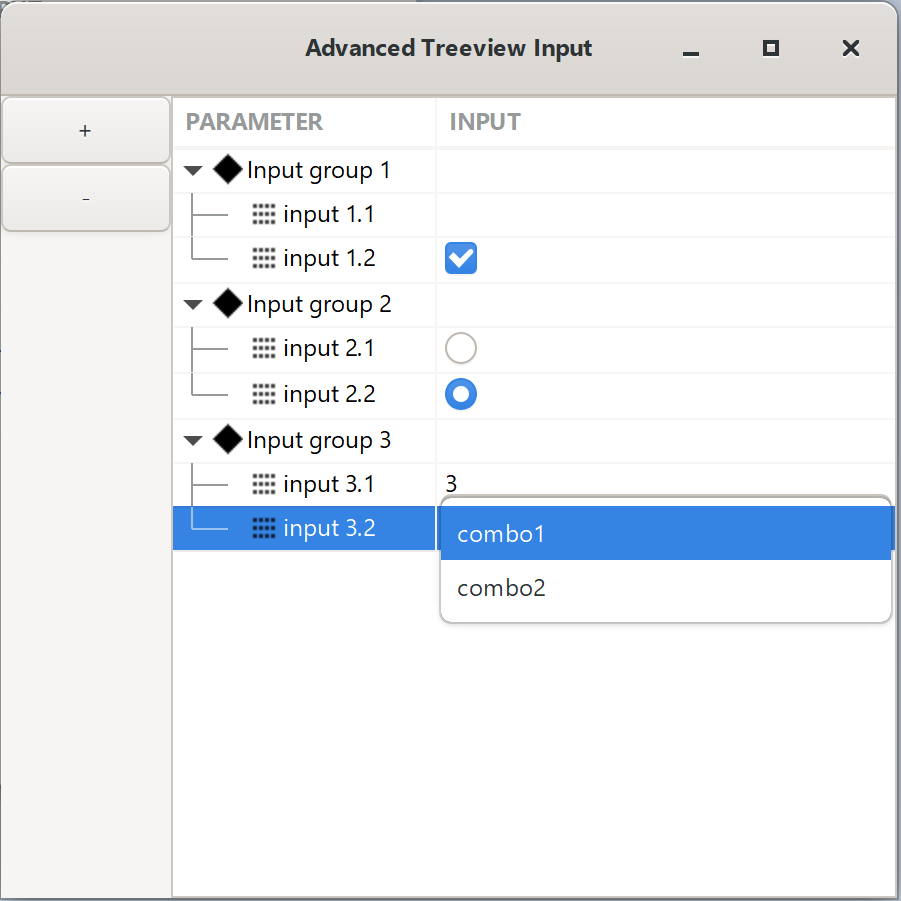 Advanced Treeview Input
+
-
PARAMETER INPUT
Input group 1
input 1.1
input 1.2
Input group 2
input 2.1
input 2.2
Input group 3
input 3.1 3
input 3.2
combo1
combo2